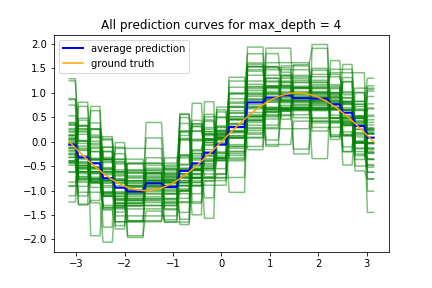 All prediction curves for max_depth = 4
average prediction
ground truth
2.0
1.5
1.0
0.5
0.0
−0.5
−1.0
−1.5
−2.0
−3 −2 −1 0 1 2 3